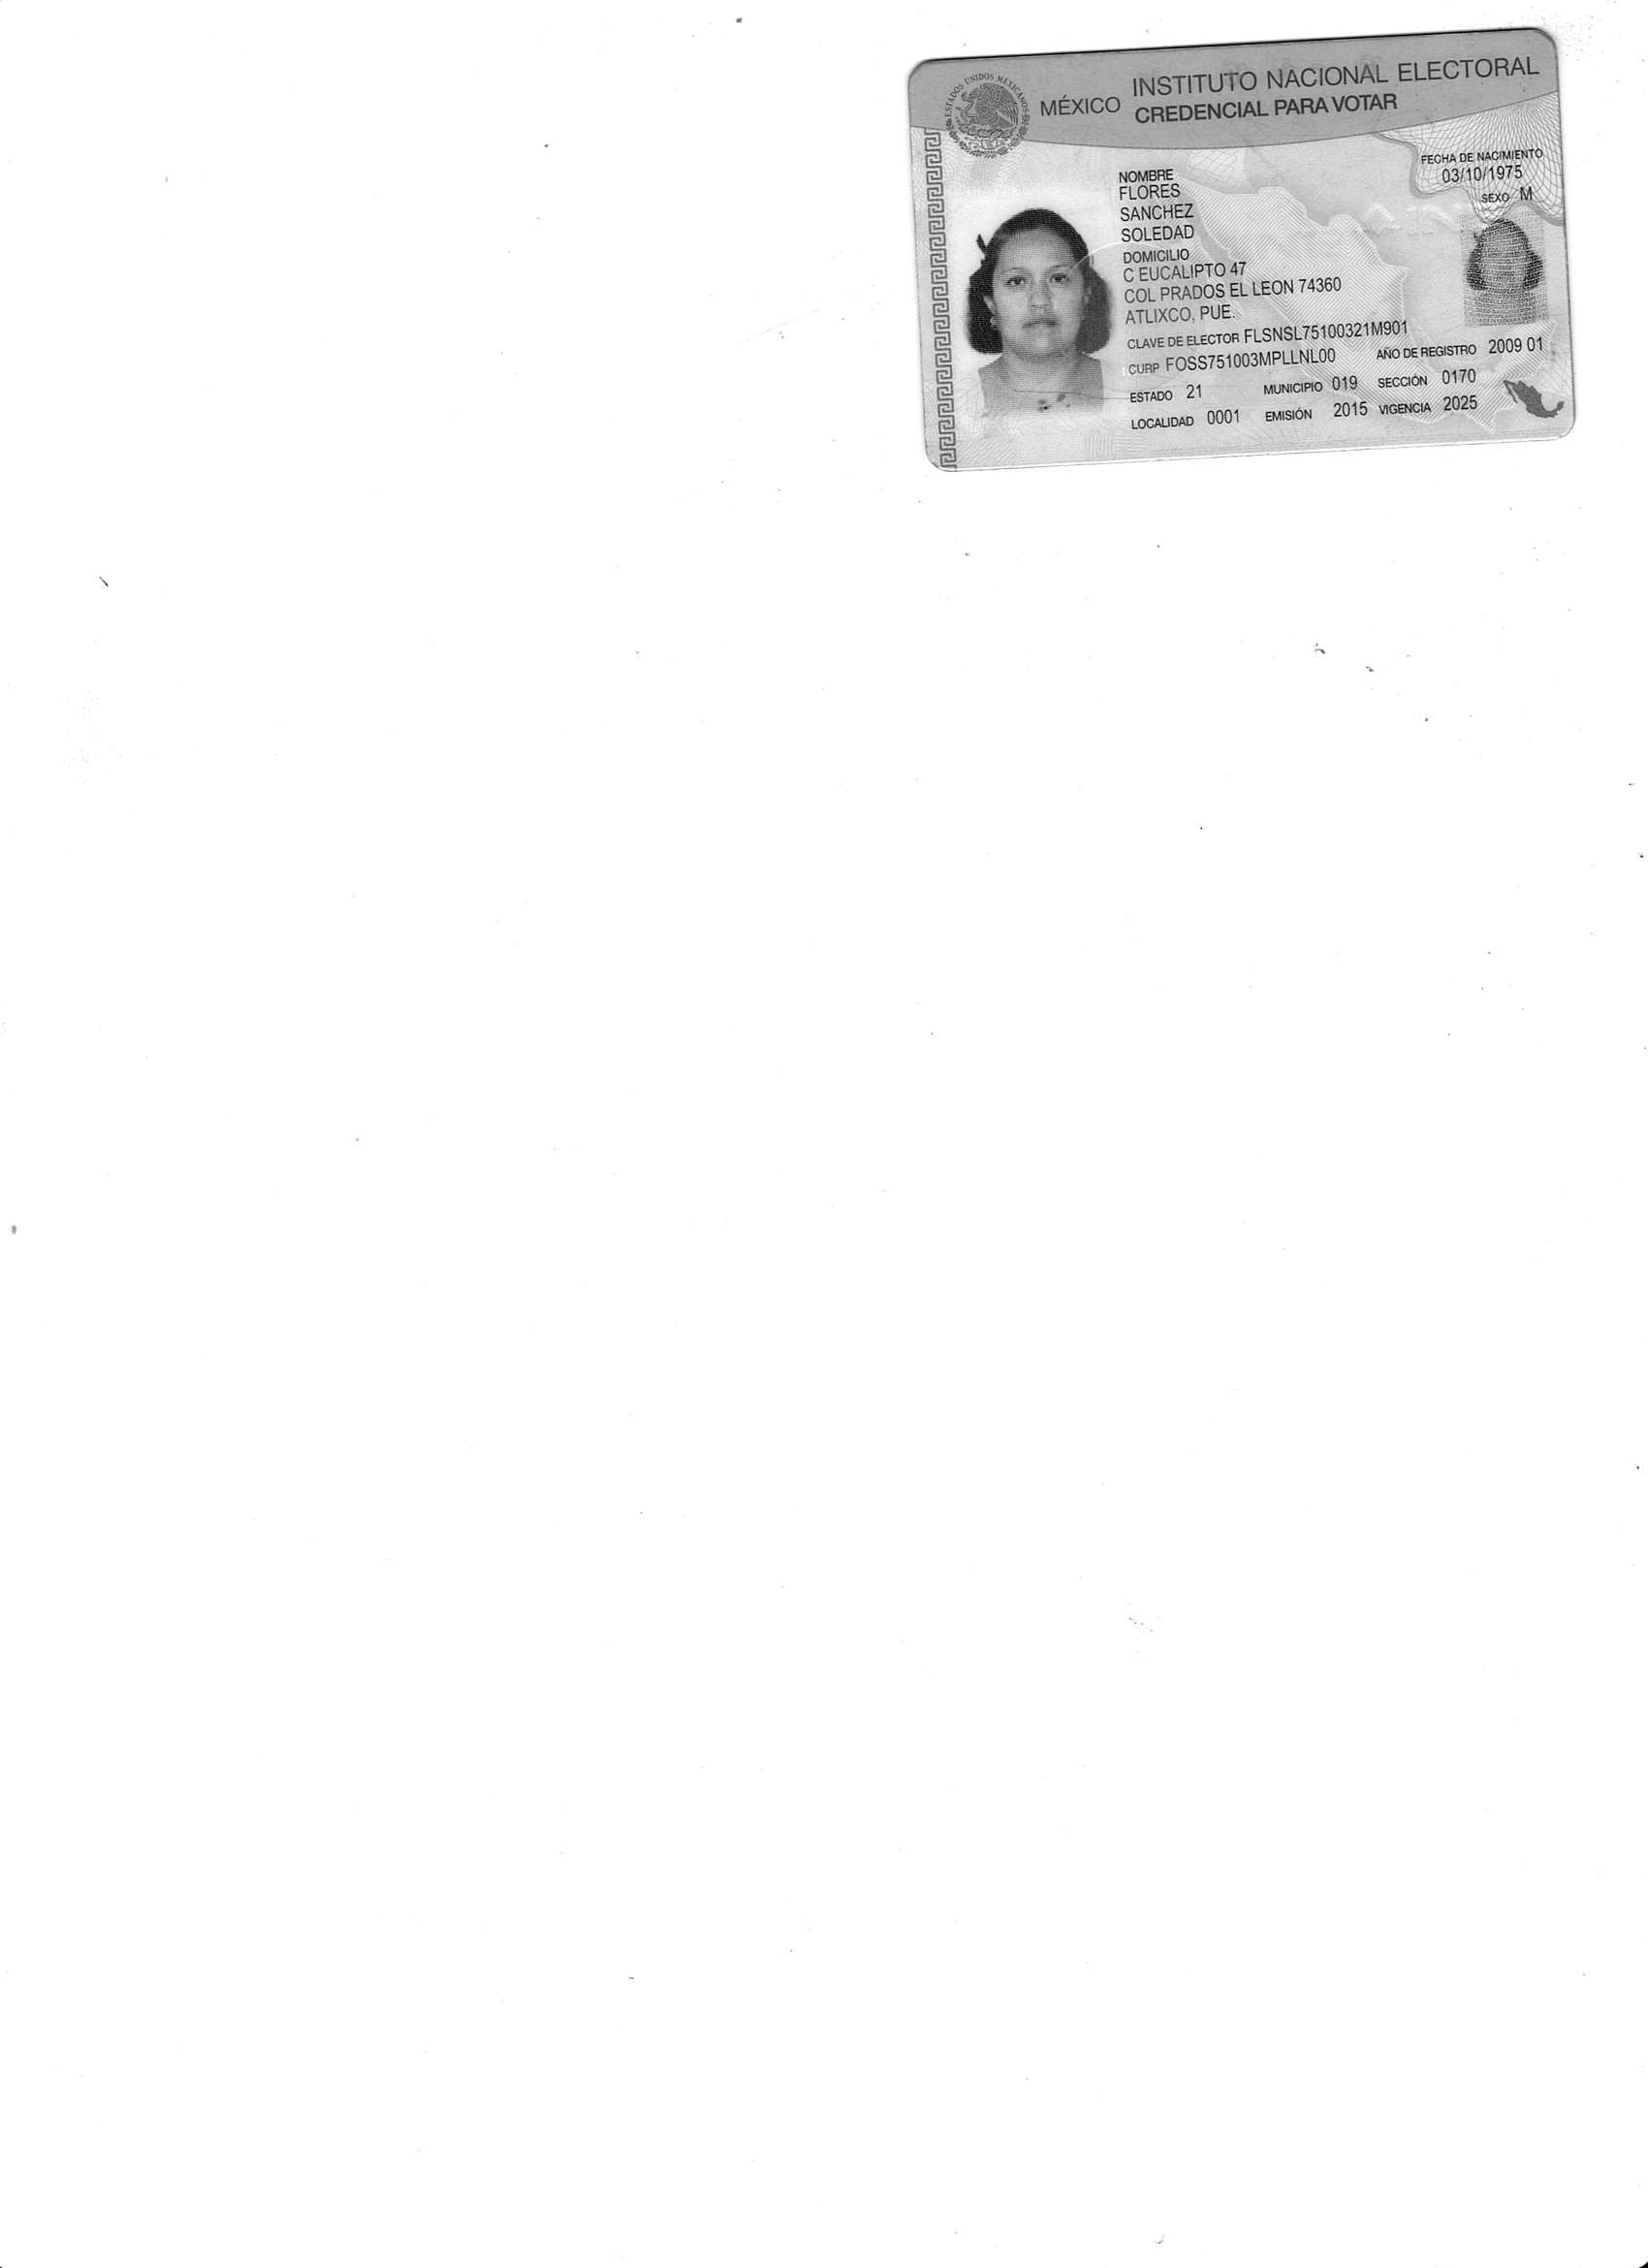 ESTADOS UNIDOS MEXICANOS
MÉXICO
INSTITUTO NACIONAL ELECTORAL
CREDENCIAL PARA VOTAR
FECHA DE NACIMIENTO
03/10/1975
SEXO M
NOMBRE
FLORES
SANCHEZ
SOLEDAD
DOMICILIO
C EUCALIPTO 47
COL PRADOS EL LEON 74360
ATLIXCO, PUE.
CLAVE DE ELECTOR FLSNSL75100321M901
CURP FOSS751003MPLLNL00 AÑO DE REGISTRO 2009 01
ESTADO 21 MUNICIPIO 019 SECCIÓN 0170
LOCALIDAD 0001 EMISIÓN 2015 VIGENCIA 2025